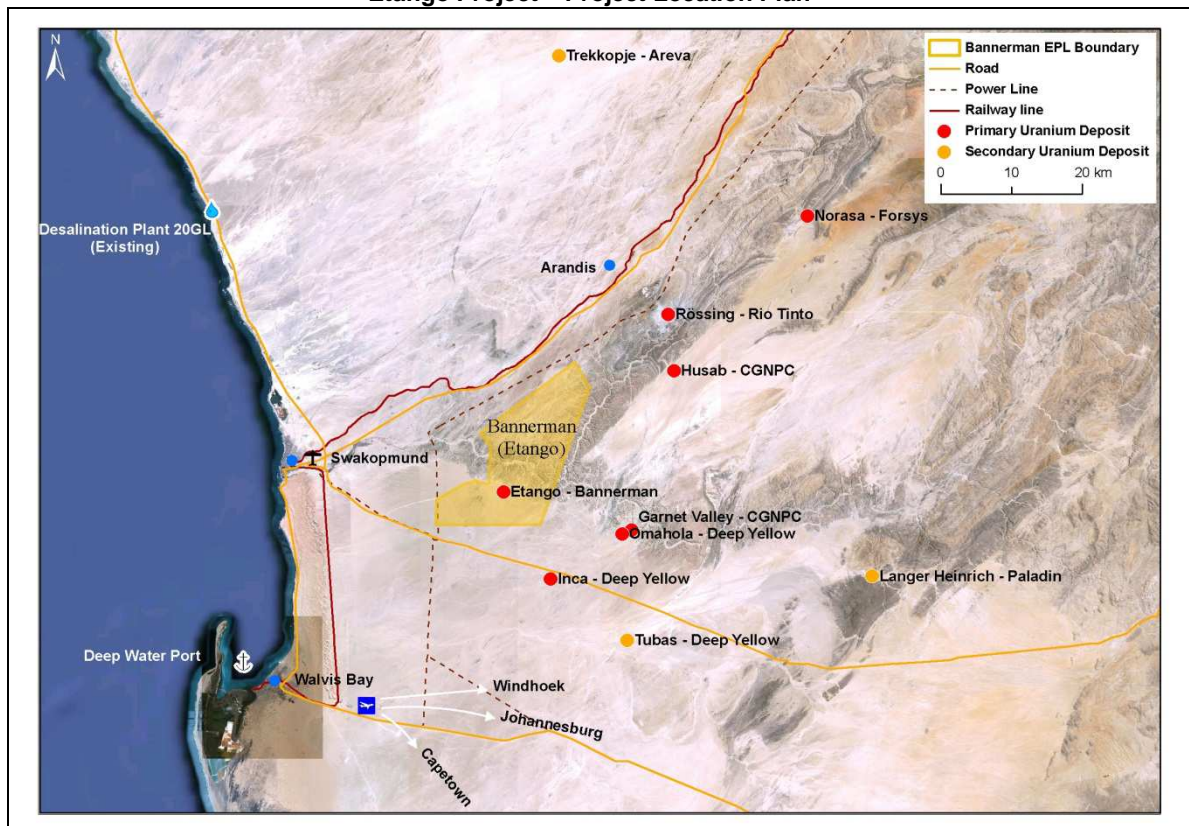 Etango Project – Project Location Plan
N
Trekkopje - Areva
Bannerman EPL Boundary
Road
Power Line
Railway line
Primary Uranium Deposit
Secondary Uranium Deposit
0 10 20 km
Desalination Plant 20GL
(Existing)
Norasa - Forsys
Arandis
Rössing - Rio Tinto
Husab - CGNPC
Bannerman
(Etango)
Swakopmund
Etango - Bannerman
Garnet Valley - CGNPC
Omahola - Deep Yellow
Inca - Deep Yellow
Langer Heinrich - Paladin
Tubas - Deep Yellow
Deep Water Port
Walvis Bay
Windhoek
Johannesburg
Capetown